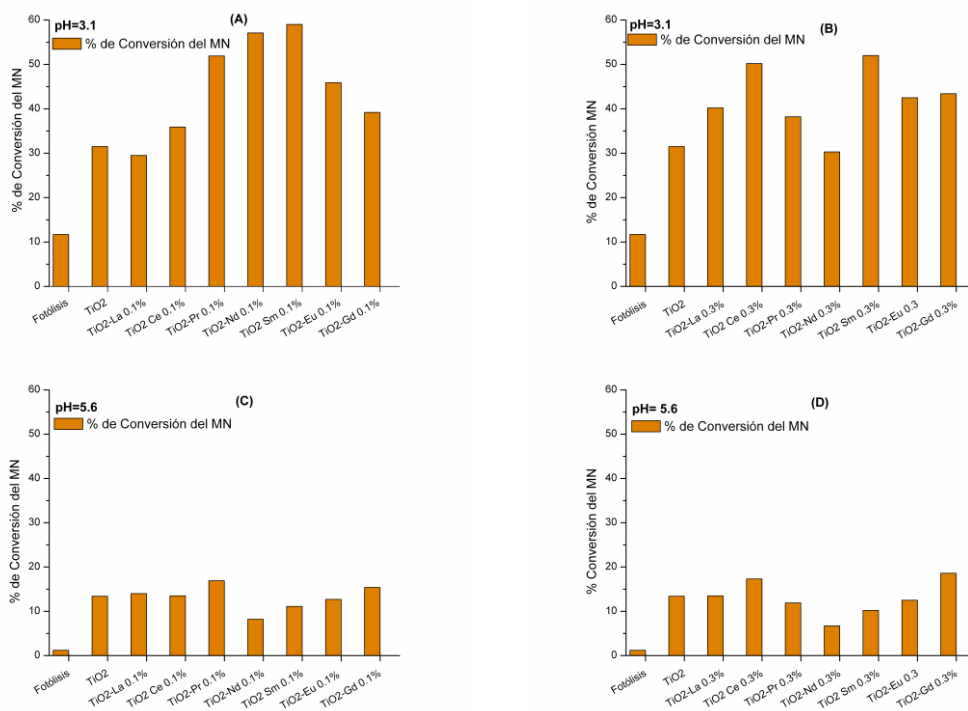 (A)
pH=3.1
% de Conversión del MN
% de Conversión del MN
60
50
40
30
20
10
0
Fotólisis
TiO2
TiO2-La 0.1%
TiO2 Ce 0.1%
TiO2-Pr 0.1%
TiO2-Nd 0.1%
TiO2 Sm 0.1%
TiO2-Eu 0.1%
TiO2-Gd 0.1%
(B)
pH=3.1
% de Conversión del MN
% de Conversión MN
60
50
40
30
20
10
0
Fotólisis
TiO2
TiO2-La 0.3%
TiO2 Ce 0.3%
TiO2-Pr 0.3%
TiO2-Nd 0.3%
TiO2 Sm 0.3%
TiO2-Eu 0.3
TiO2-Gd 0.3%
(C)
pH=5.6
% de Conversión del MN
% de Conversión del MN
60
50
40
30
20
10
0
Fotólisis
TiO2
TiO2-La 0.1%
TiO2 Ce 0.1%
TiO2-Pr 0.1%
TiO2-Nd 0.1%
TiO2 Sm 0.1%
TiO2-Eu 0.1%
TiO2-Gd 0.1%
(D)
pH= 5.6
% de Conversión del MN
% Conversión del MN
60
50
40
30
20
10
0
Fotólisis
TiO2
TiO2-La 0.3%
TiO2 Ce 0.3%
TiO2-Pr 0.3%
TiO2-Nd 0.3%
TiO2 Sm 0.3%
TiO2-Eu 0.3
TiO2-Gd 0.3%